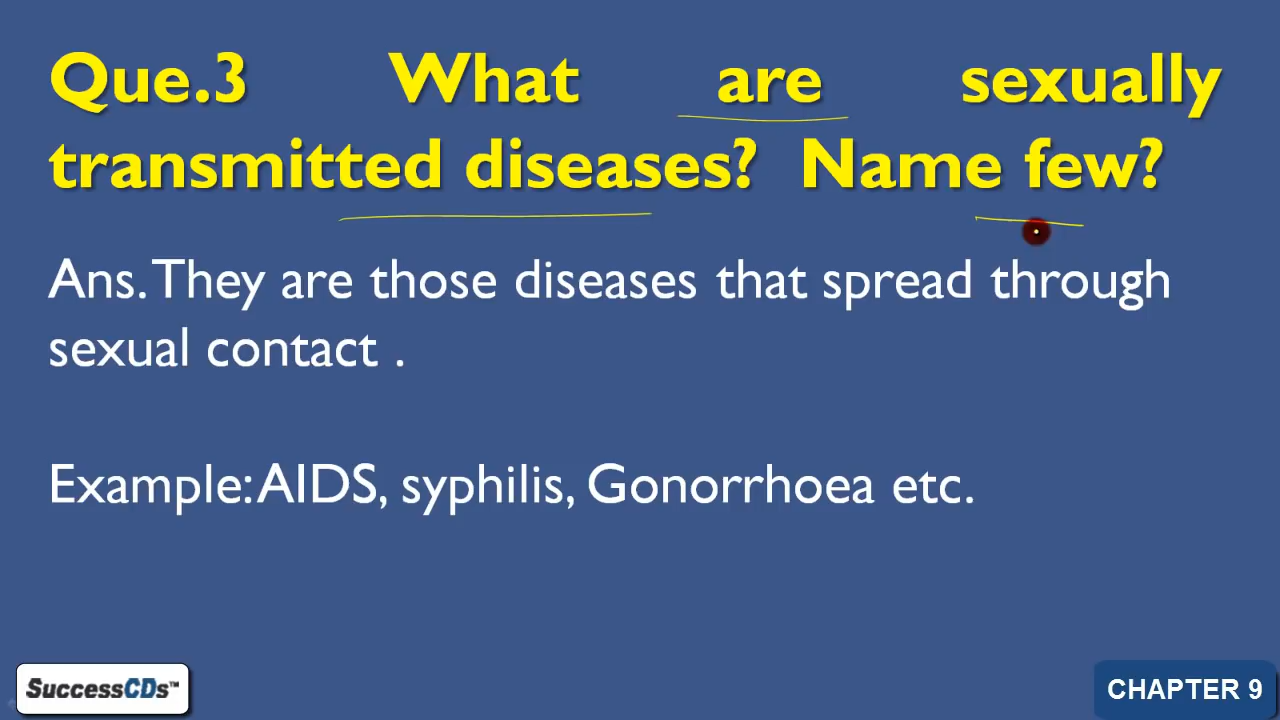 Que.3 What are sexually
transmitted diseases? Name few?
Ans. They are those diseases that spread through
sexual contact .
Example: AIDS, syphilis, Gonorrhoea etc.
SuccessCDs™
CHAPTER 9